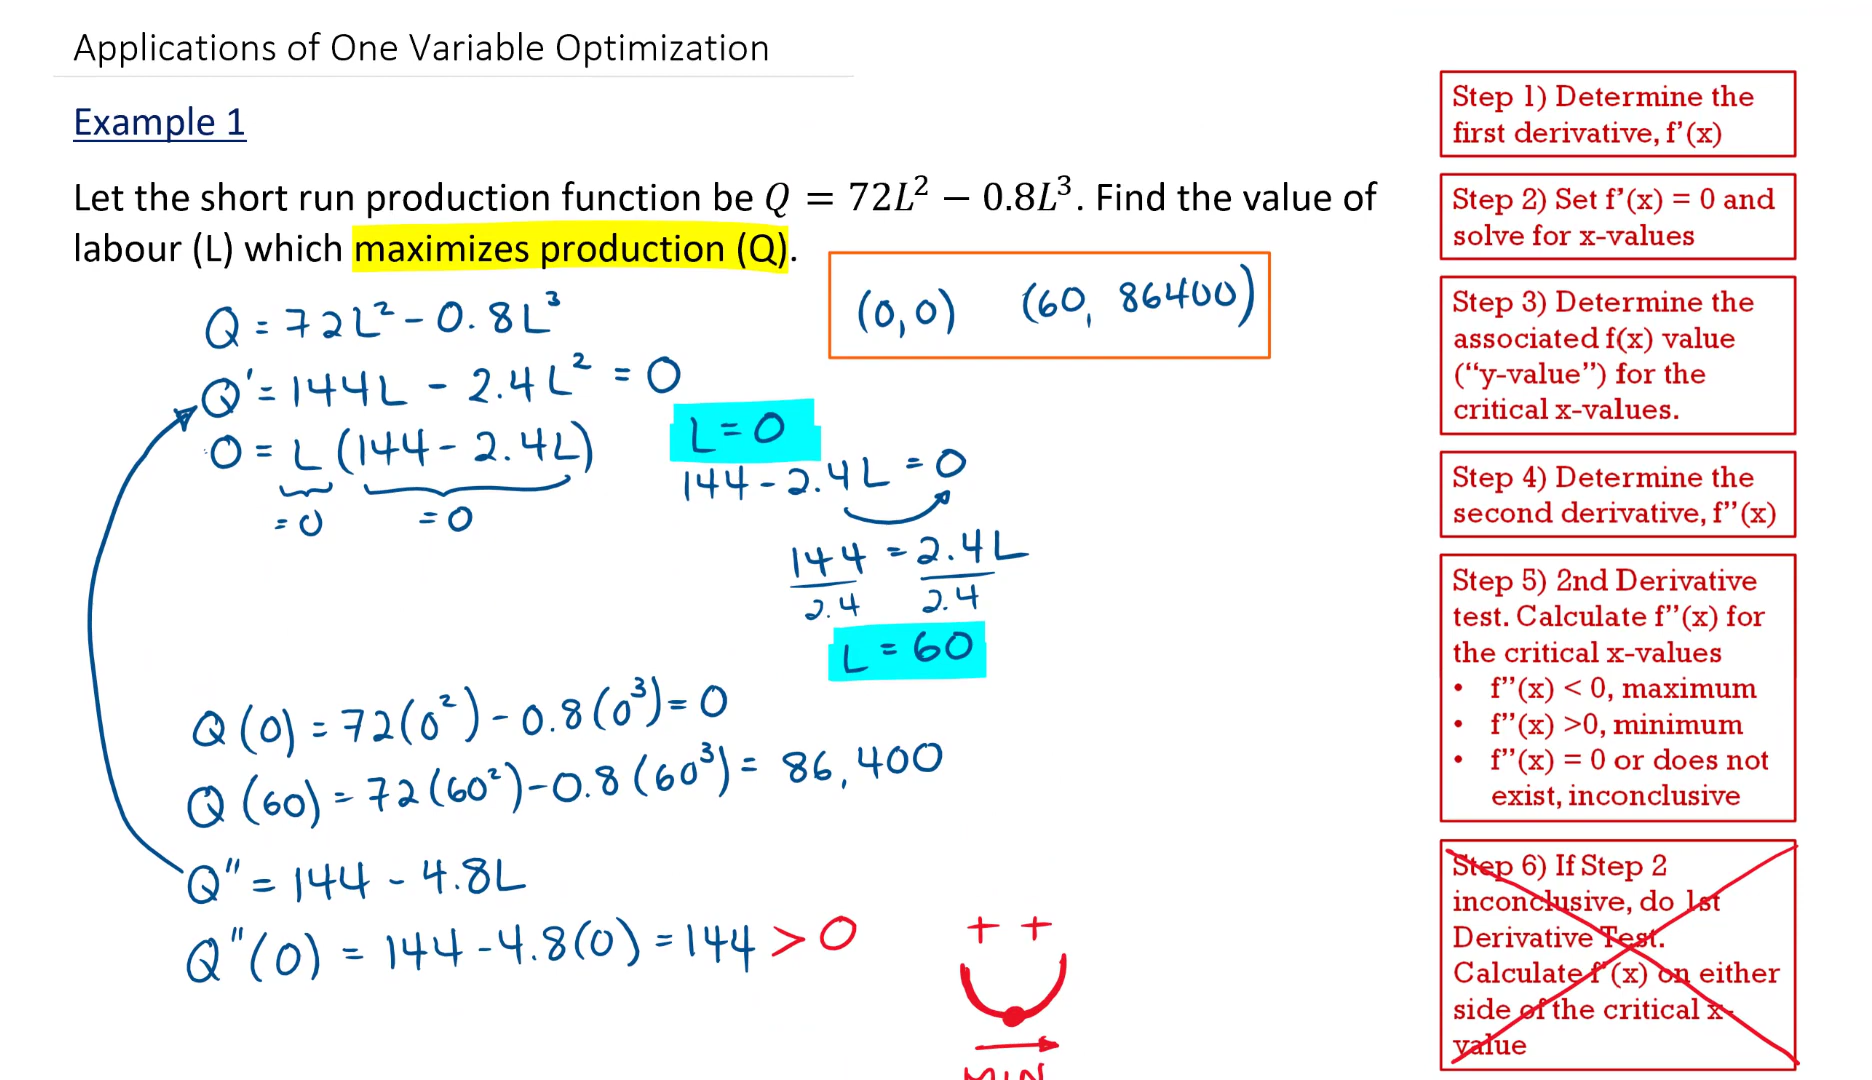 Applications of One Variable Optimization
Example 1
Let the short run production function be Q = 72L² − 0.8L³. Find the value of
labour (L) which maximizes production (Q).
(0,0) (60, 86400)
Q = 72L² - 0.8L³
Q' = 144L - 2.4L² = 0
0 = L (144 - 2.4L)
= 0 = 0
L = 0
144 - 2.4L = 0
144 = 2.4L
2.4 2.4
L = 60
Q(0) = 72(0²) - 0.8(0³) = 0
Q(60) = 72(60²) - 0.8(60³) = 86,400
Q" = 144 - 4.8L
Q"(0) = 144 - 4.8(0) = 144 > 0
+ +
MIN
Step 1) Determine the
first derivative, f'(x)
Step 2) Set f'(x) = 0 and
solve for x-values
Step 3) Determine the
associated f(x) value
(“y-value”) for the
critical x-values.
Step 4) Determine the
second derivative, f”(x)
Step 5) 2nd Derivative
test. Calculate f”(x) for
the critical x-values
• f”(x) < 0, maximum
• f”(x) >0, minimum
• f”(x) = 0 or does not
exist, inconclusive
Step 6) If Step 2
inconclusive, do 1st
Derivative Test.
Calculate f'(x) on either
side of the critical x-
value